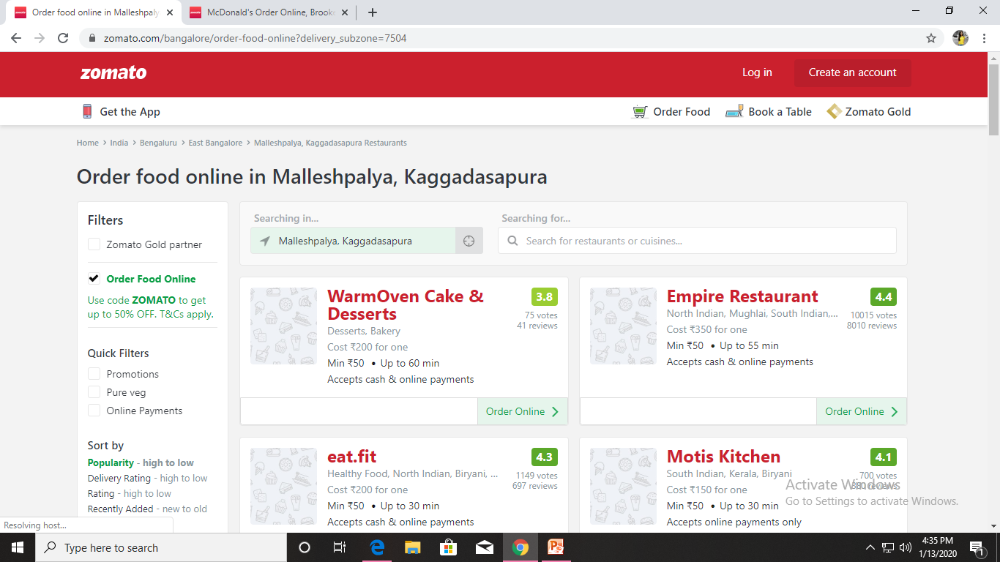 Order food online in Malleshpaly
McDonald's Order Online, Brooke
zomato.com/bangalore/order-food-online?delivery_subzone=7504
zomato
Log in
Create an account
Get the App
Order Food
Book a Table
Zomato Gold
Home > India > Bengaluru > East Bangalore > Malleshpalya, Kaggadasapura Restaurants
Order food online in Malleshpalya, Kaggadasapura
Filters
Zomato Gold partner
Order Food Online
Use code ZOMATO to get
up to 50% OFF. T&Cs apply.
Quick Filters
Promotions
Pure veg
Online Payments
Sort by
Popularity - high to low
Delivery Rating - high to low
Rating - high to low
Recently Added - new to old
Searching in...
Malleshpalya, Kaggadasapura
Searching for...
Search for restaurants or cuisines...
WarmOven Cake &
Desserts
3.8
75 votes
41 reviews
Desserts, Bakery
Cost ₹200 for one
Min ₹50 • Up to 60 min
Accepts cash & online payments
Order Online
Empire Restaurant
4.4
North Indian, Mughlai, South Indian,...
10015 votes
8010 reviews
Cost ₹350 for one
Min ₹50 • Up to 55 min
Accepts cash & online payments
Order Online
eat.fit
4.3
Healthy Food, North Indian, Biryani, ...
1149 votes
697 reviews
Cost ₹200 for one
Min ₹50 • Up to 30 min
Accepts cash & online payments
Motis Kitchen
4.1
South Indian, Kerala, Biryani
700 votes
380 reviews
Cost ₹150 for one
Min ₹50 • Up to 30 min
Accepts online payments only
Activate Windows
Go to Settings to activate Windows.
Resolving host...
Type here to search
4:35 PM
1/13/2020
1